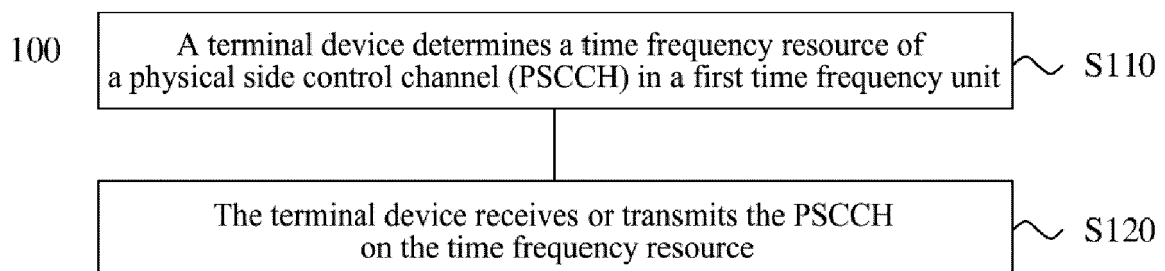 100
A terminal device determines a time frequency resource of
a physical side control channel (PSCCH) in a first time frequency unit
S110
The terminal device receives or transmits the PSCCH
on the time frequency resource
S120